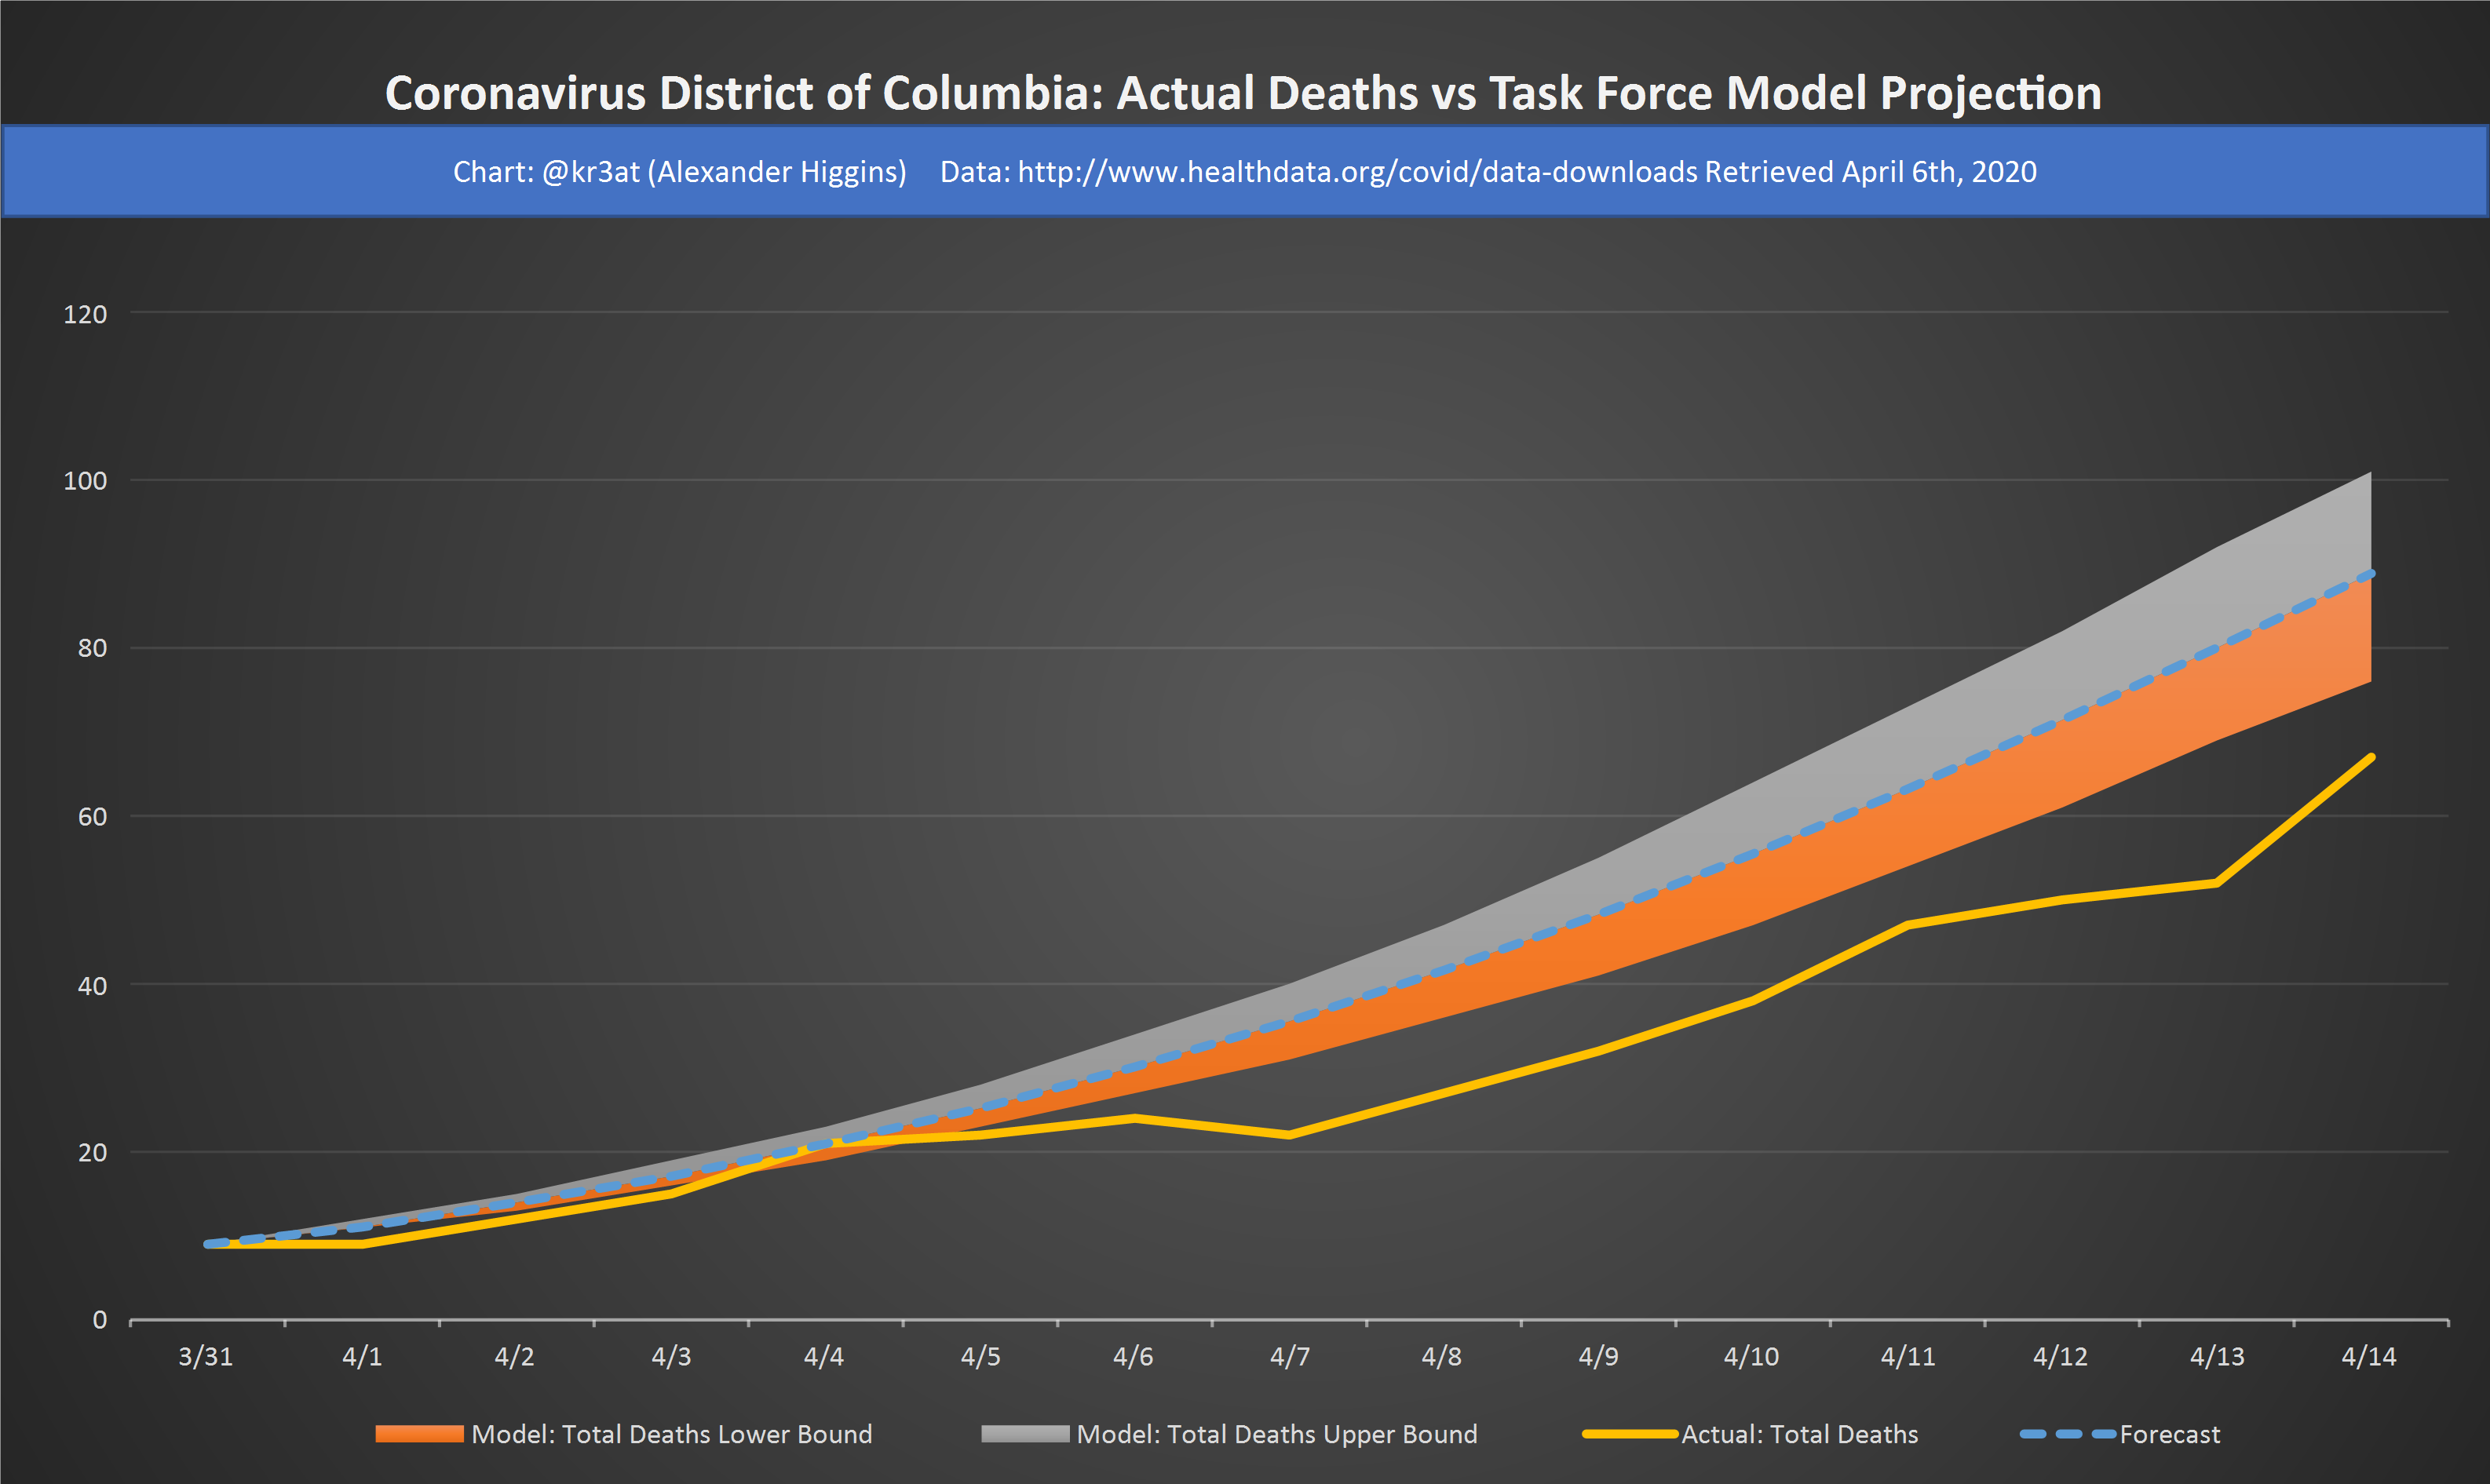 Coronavirus District of Columbia: Actual Deaths vs Task Force Model Projection
Chart: @kr3at (Alexander Higgins)    Data: http://www.healthdata.org/covid/data-downloads Retrieved April 6th, 2020
120
100
80
60
40
20
0
3/31 4/1 4/2 4/3 4/4 4/5 4/6 4/7 4/8 4/9 4/10 4/11 4/12 4/13 4/14
Model: Total Deaths Lower Bound Model: Total Deaths Upper Bound Actual: Total Deaths Forecast